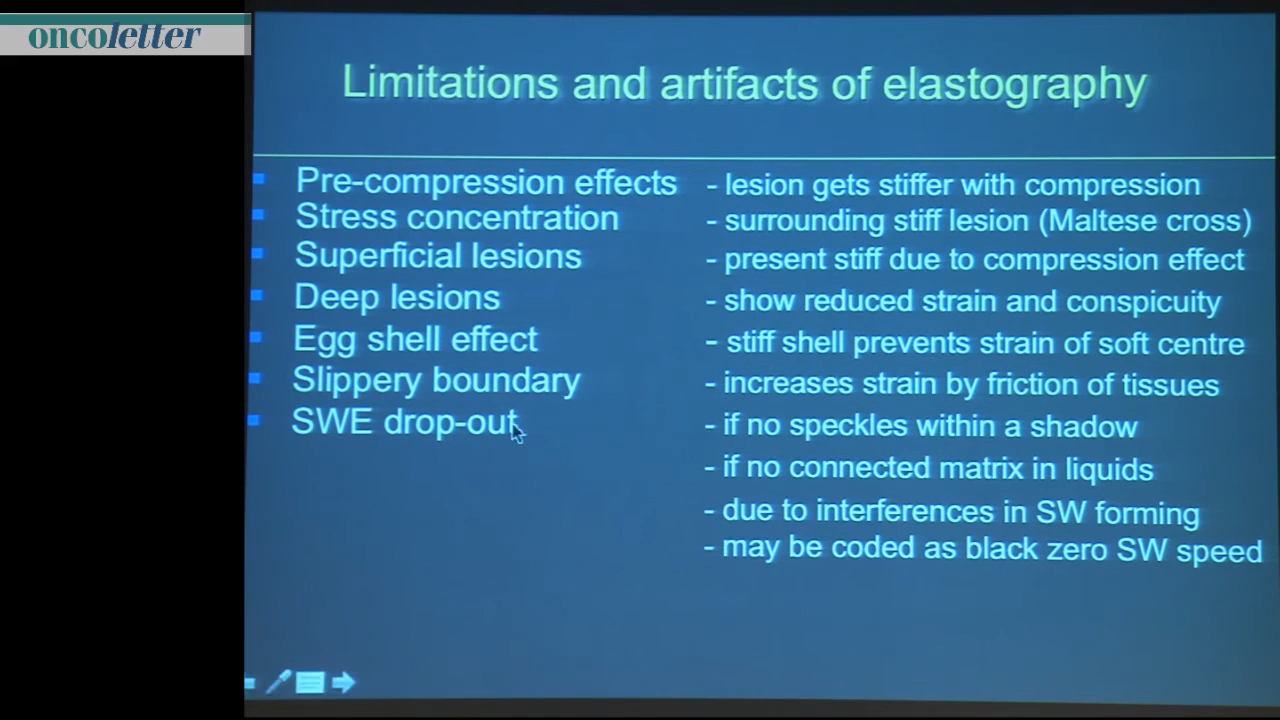 oncoletter
Limitations and artifacts of elastography
Pre-compression effects - lesion gets stiffer with compression
Stress concentration - surrounding stiff lesion (Maltese cross)
Superficial lesions - present stiff due to compression effect
Deep lesions - show reduced strain and conspicuity
Egg shell effect - stiff shell prevents strain of soft centre
Slippery boundary - increases strain by friction of tissues
SWE drop-out - if no speckles within a shadow
- if no connected matrix in liquids
- due to interferences in SW forming
- may be coded as black zero SW speed